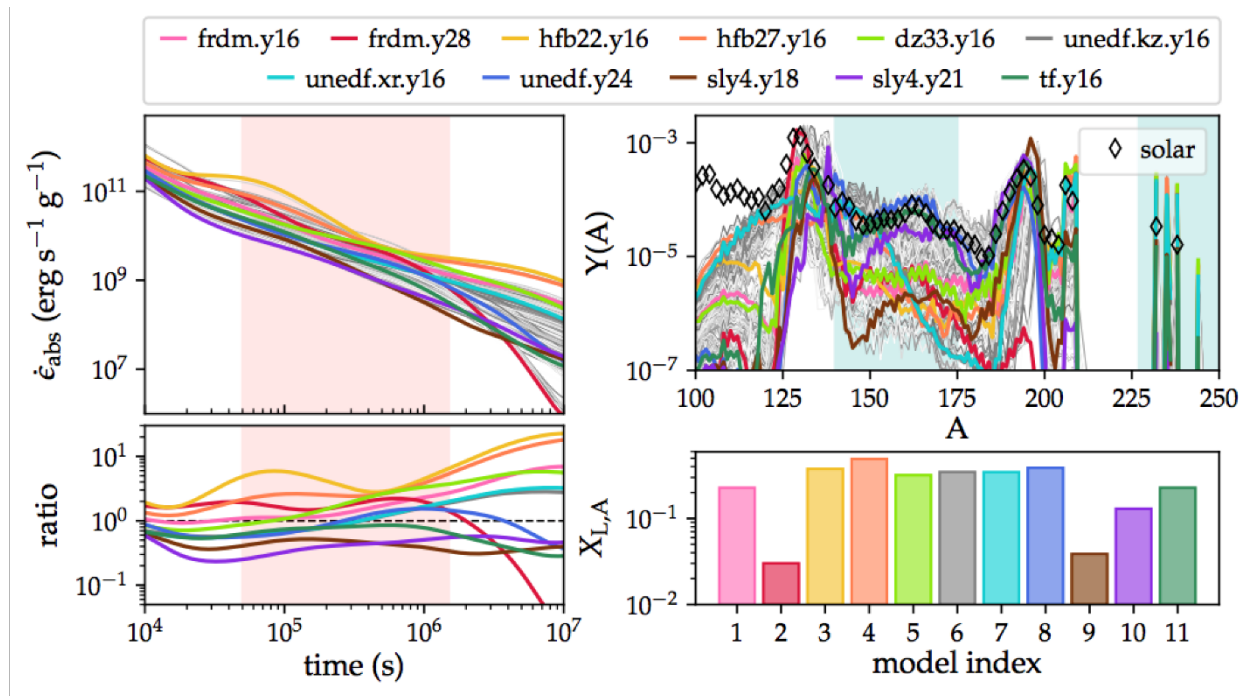 frdm.y16 frdm.y28 hfb22.y16 hfb27.y16 dz33.y16 unedf.kz.y16
unedf.xr.y16 unedf.y24 sly4.y18 sly4.y21 tf.y16
ε̇abs (erg s⁻¹ g⁻¹)
10¹¹
10⁹
10⁷
ratio
10¹
10⁰
10⁻¹
10⁴ 10⁵ 10⁶ 10⁷
time (s)
Y(A)
10⁻³
10⁻⁵
10⁻⁷
solar
100 125 150 175 200 225 250
A
X_L,A
10⁻¹
10⁻²
1 2 3 4 5 6 7 8 9 10 11
model index